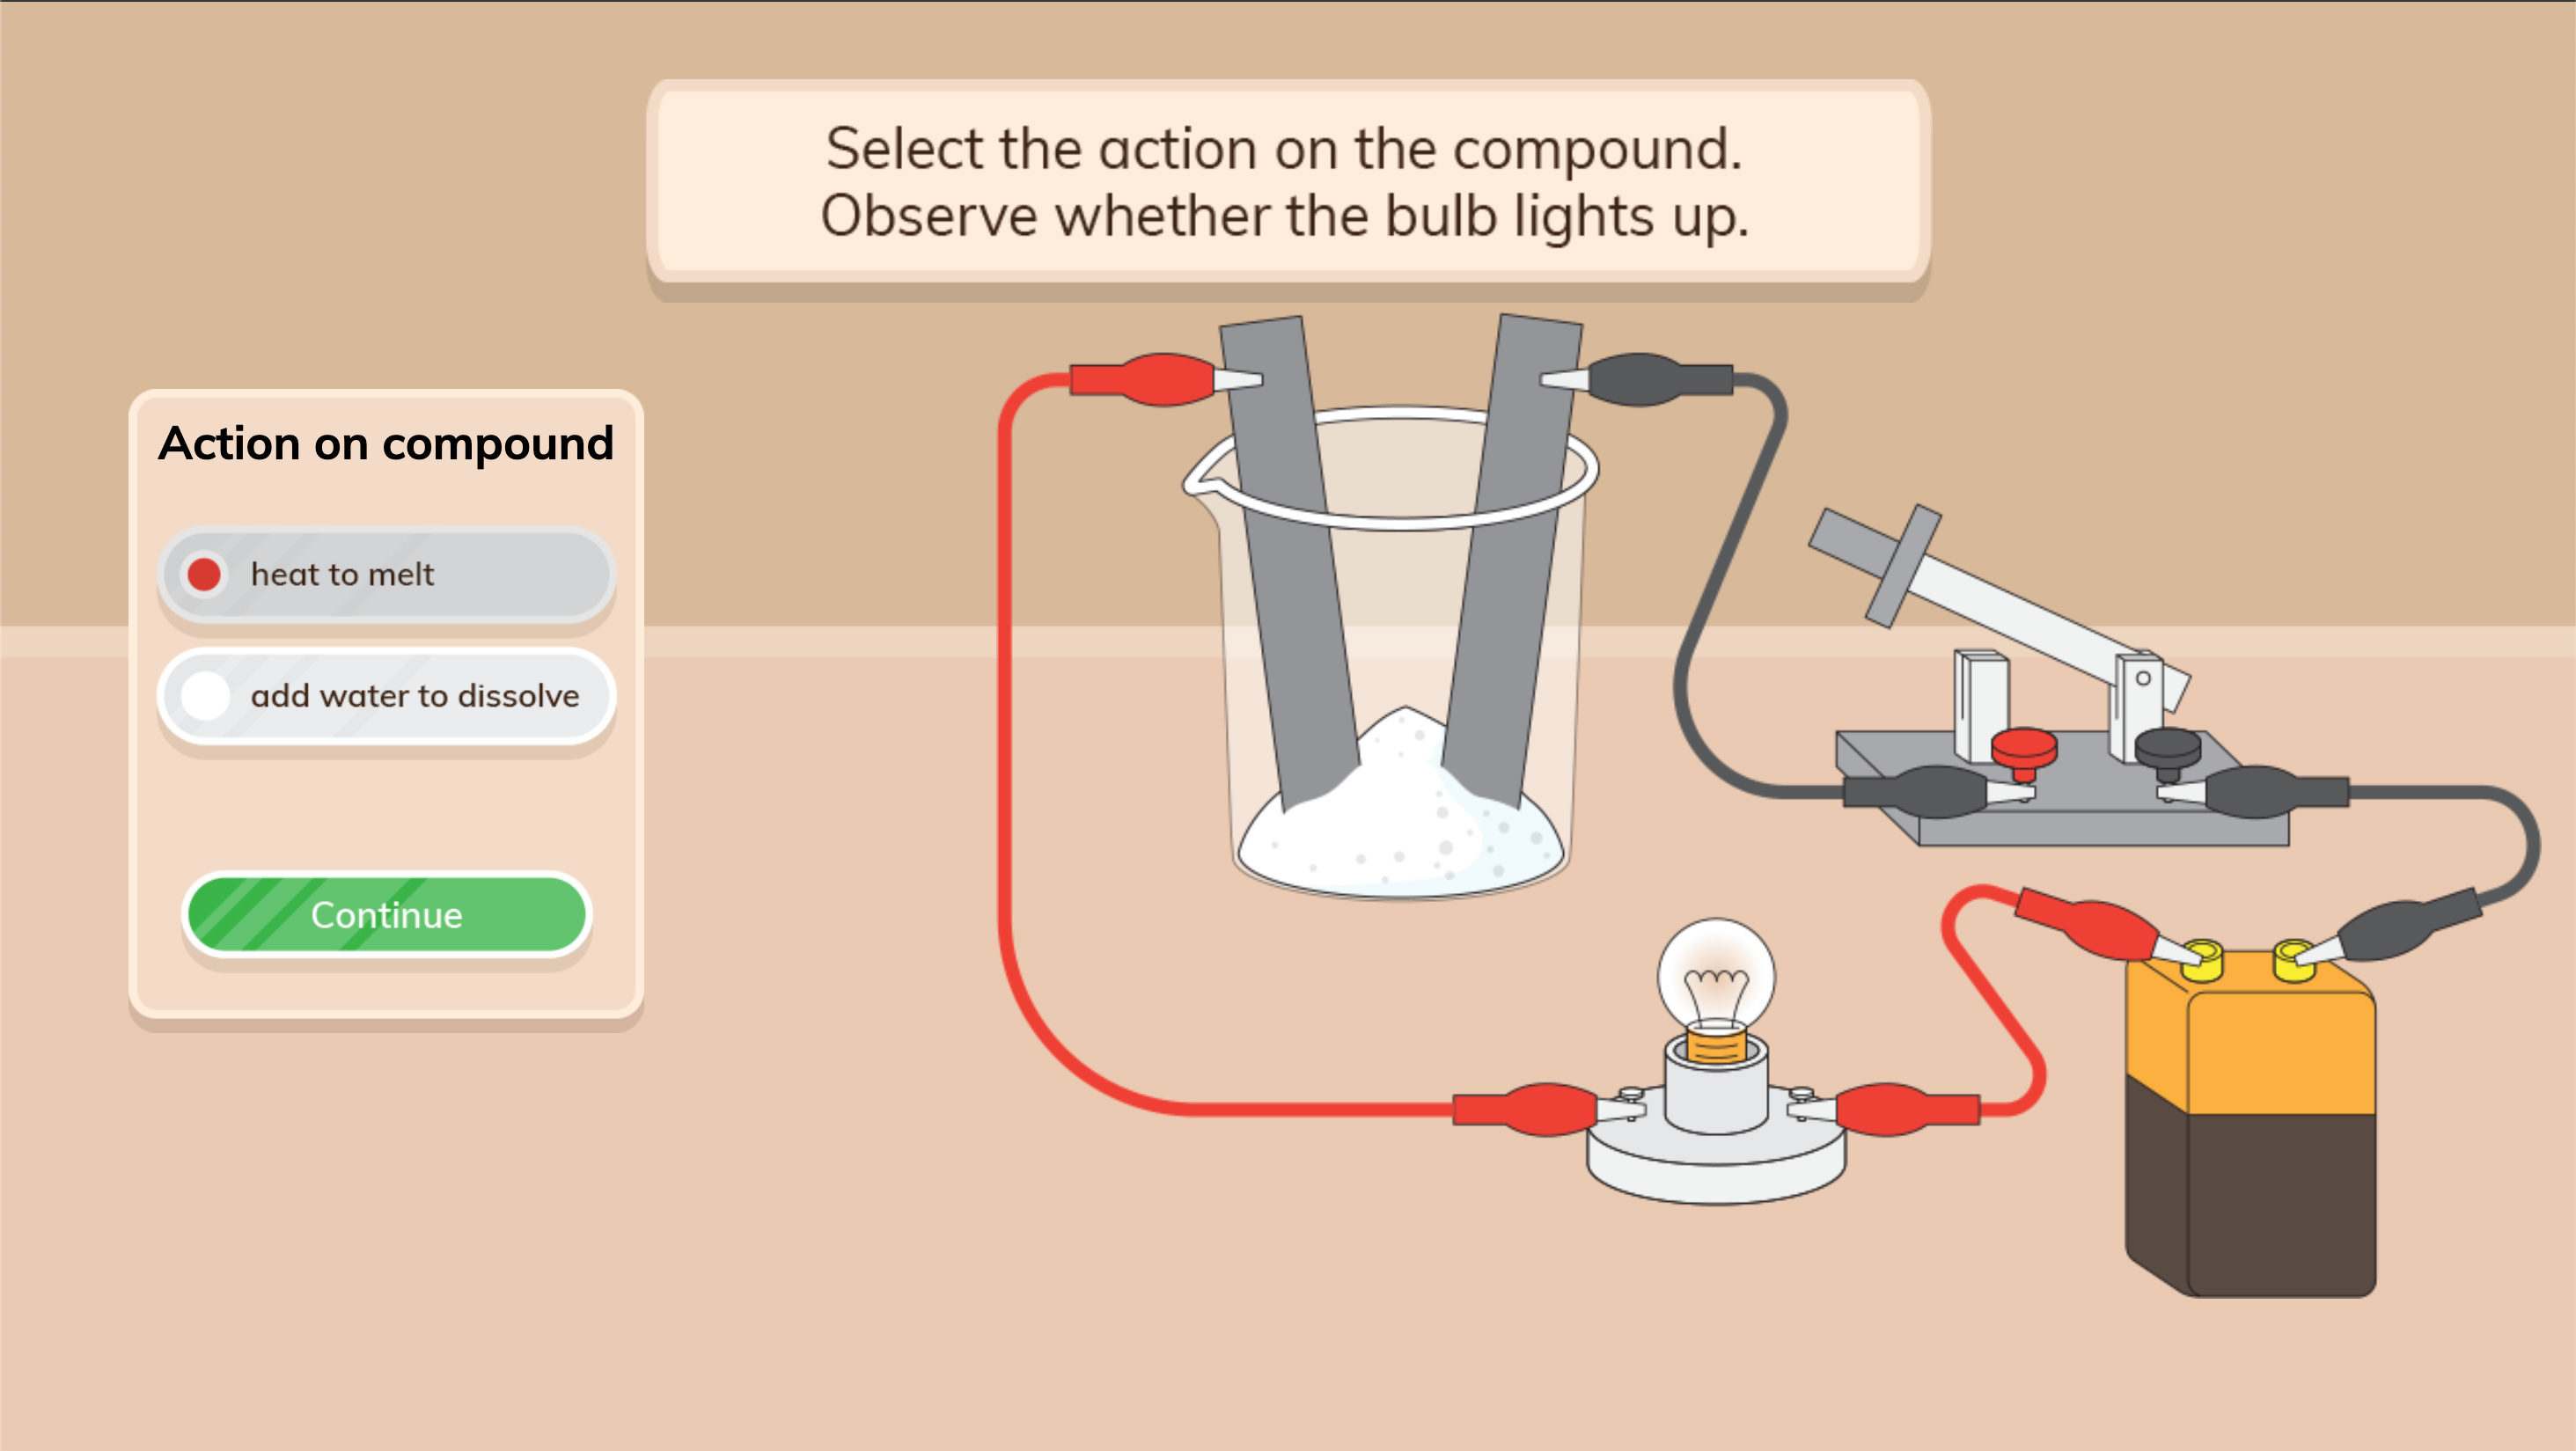 Select the action on the compound.
Observe whether the bulb lights up.
Action on compound
heat to melt
add water to dissolve
Continue